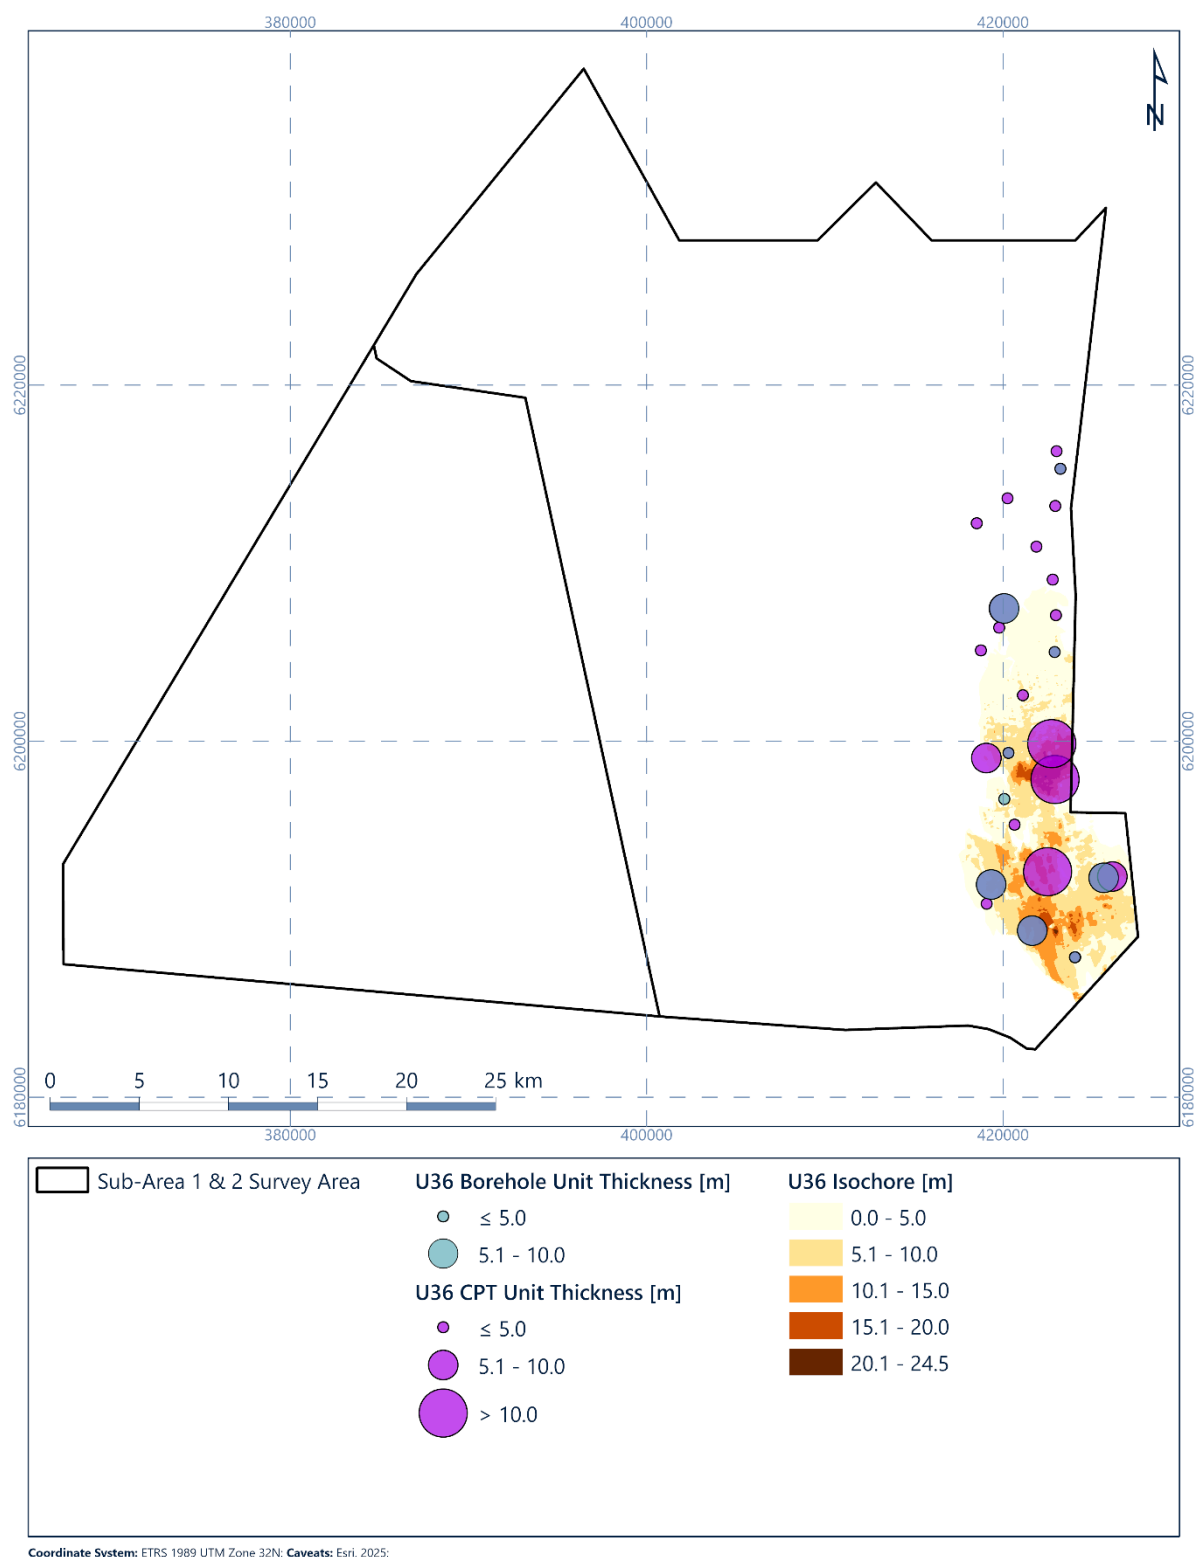 380000 400000 420000
N
6220000 6220000
6200000 6200000
0 5 10 15 20 25 km
6180000 6180000
380000 400000 420000
Sub-Area 1 & 2 Survey Area
U36 Borehole Unit Thickness [m]
≤ 5.0
5.1 - 10.0
U36 CPT Unit Thickness [m]
≤ 5.0
5.1 - 10.0
> 10.0
U36 Isochore [m]
0.0 - 5.0
5.1 - 10.0
10.1 - 15.0
15.1 - 20.0
20.1 - 24.5
Coordinate System: ETRS 1989 UTM Zone 32N; Caveats: Esri, 2025;